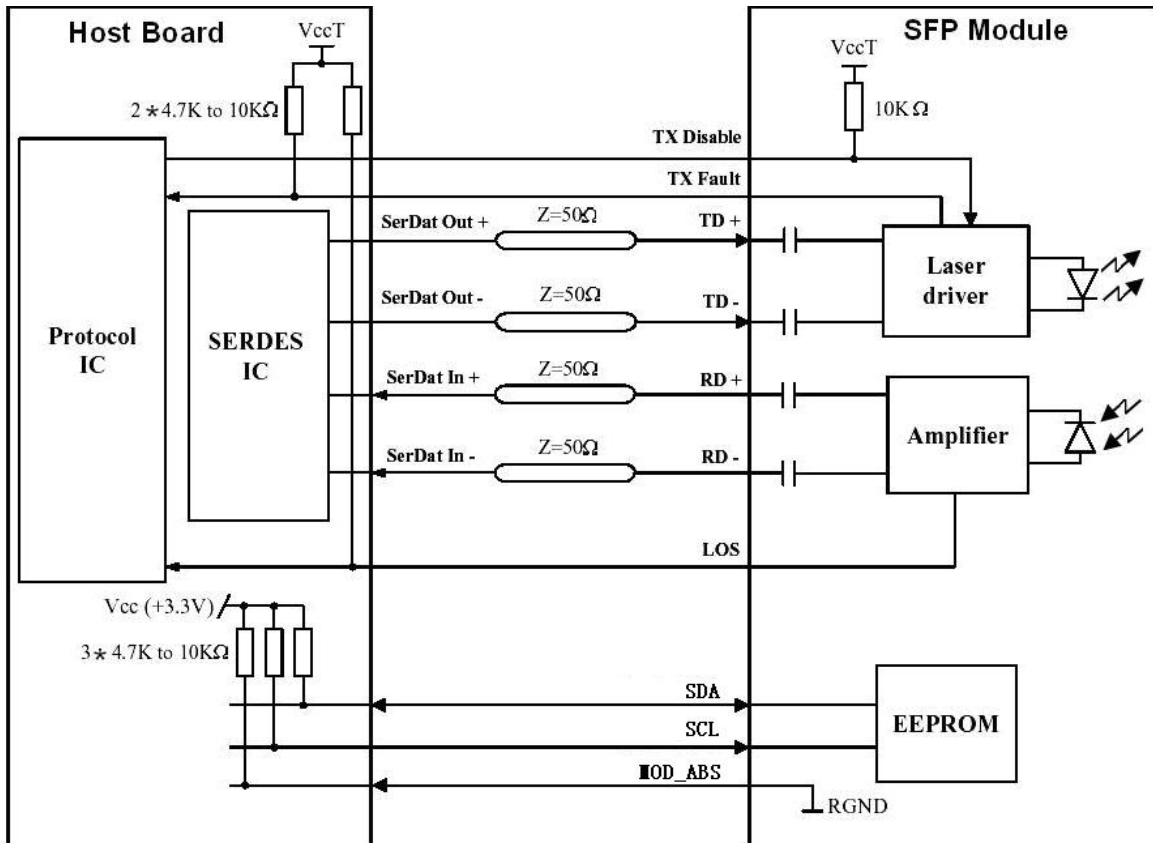 Host Board
SFP Module
VccT
VccT
2*4.7K to 10KΩ
10KΩ
TX Disable
TX Fault
SerDat Out +
Z=50Ω
TD +
Laser
driver
SerDat Out -
Z=50Ω
TD -
Protocol
IC
SERDES
IC
SerDat In +
Z=50Ω
RD +
Amplifier
SerDat In -
Z=50Ω
RD -
LOS
Vcc (+3.3V)
3*4.7K to 10KΩ
SDA
SCL
EEPROM
MOD_ABS
RGND